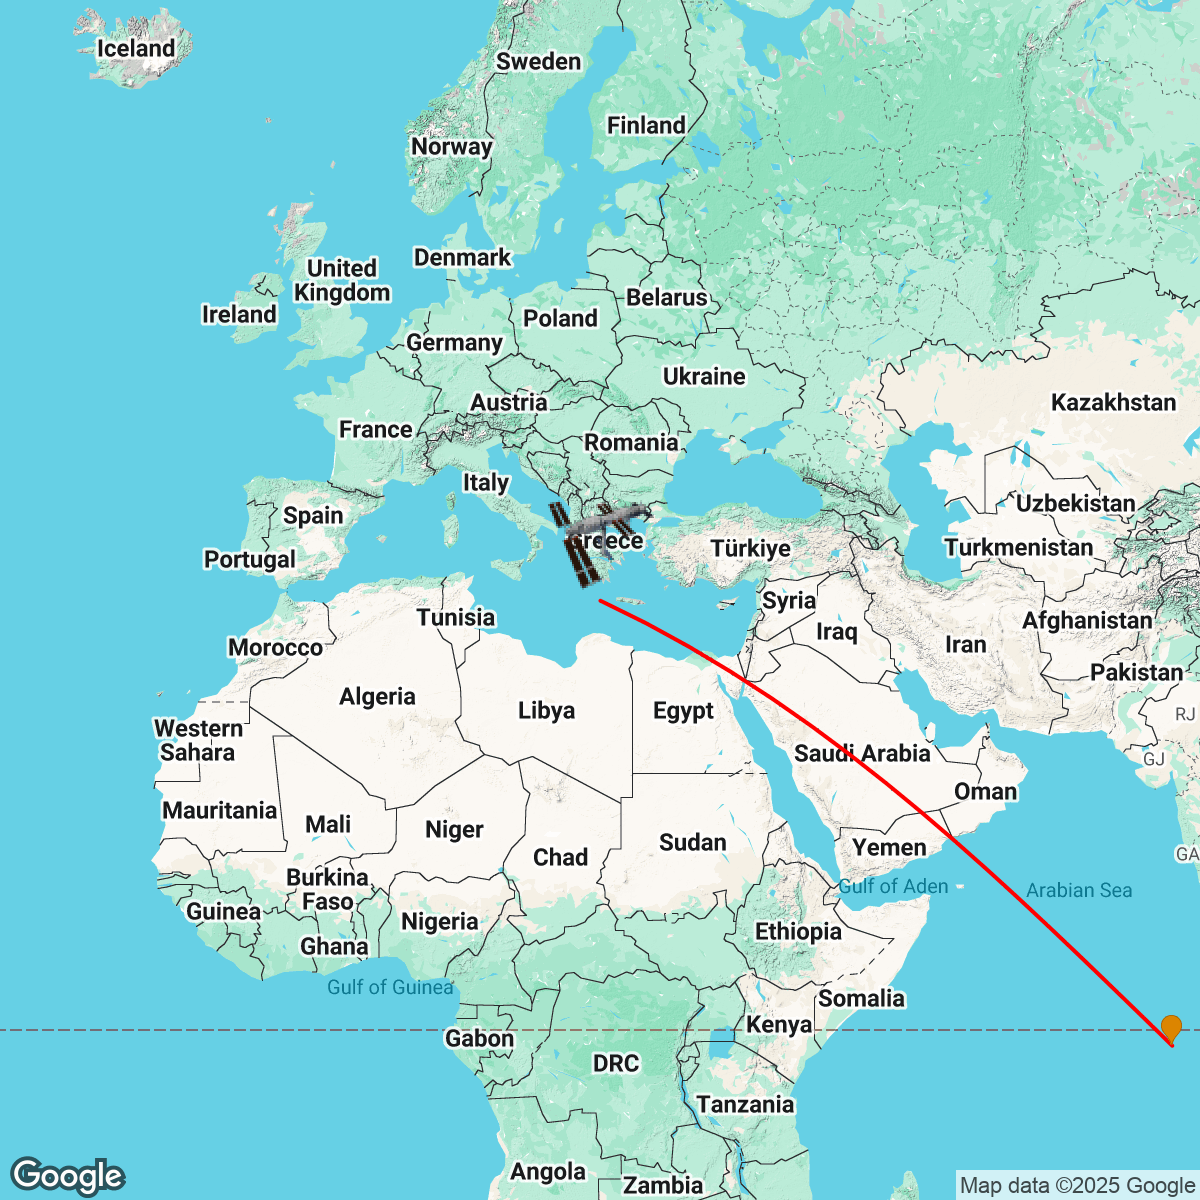 Iceland
Sweden
Finland
Norway
Denmark
United
Kingdom
Ireland
Belarus
Poland
Germany
Ukraine
Austria
Kazakhstan
France
Romania
Italy
Uzbekistan
Spain
Greece
Türkiye
Turkmenistan
Portugal
Syria
Tunisia
Afghanistan
Iraq
Iran
Morocco
Pakistan
Algeria
Libya
Egypt
RJ
Western
Sahara
Saudi Arabia
GJ
Oman
Mauritania
Mali
Niger
Sudan
Yemen
Chad
GA
Burkina
Faso
Gulf of Aden
Arabian Sea
Guinea
Nigeria
Ethiopia
Ghana
Gulf of Guinea
Somalia
Kenya
Gabon
DRC
Tanzania
Angola
Zambia
Google
Map data ©2025 Google